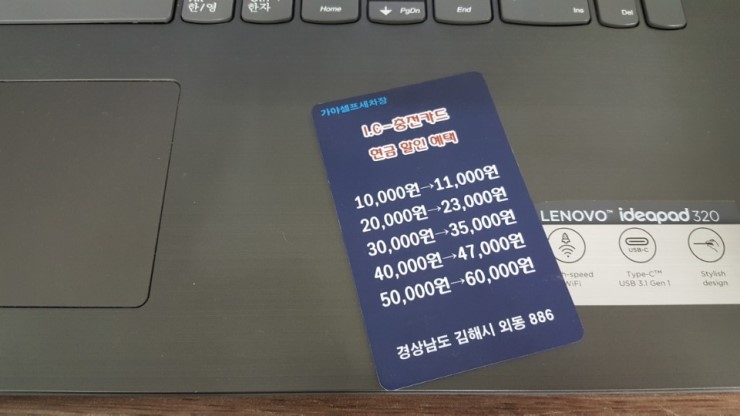 한/영
한자
Home
PgDn
End
Ins
Del
가야셀프세차장
I.C-충전카드
현금 할인 혜택
10,000원→11,000원
20,000원→23,000원
30,000원→35,000원
40,000원→47,000원
50,000원→60,000원
경상남도 김해시 외동 886
LENOVO™ ideapad 320
USB-C
-speed
WiFi
Type-C™
USB 3.1 Gen 1
Stylish
design